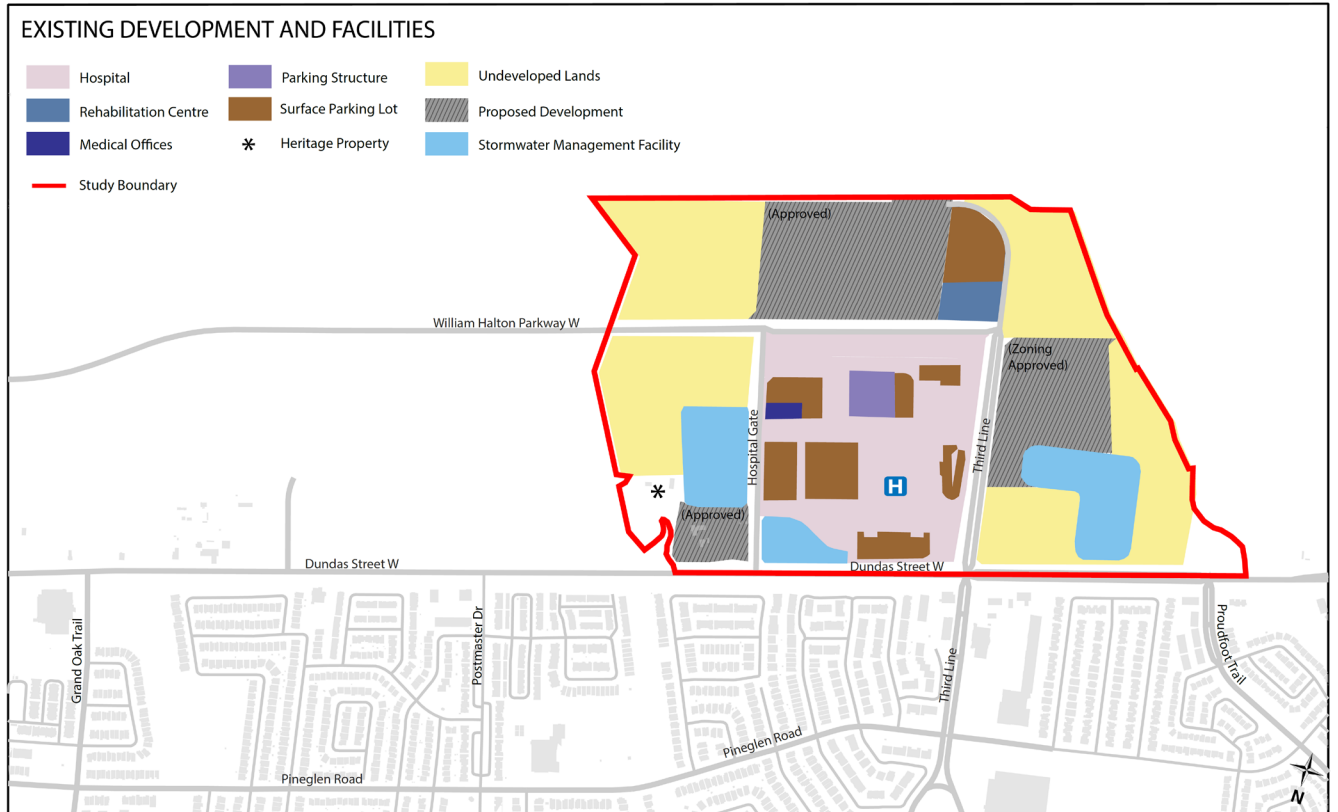 EXISTING DEVELOPMENT AND FACILITIES
Hospital
Parking Structure
Undeveloped Lands
Rehabilitation Centre
Surface Parking Lot
Proposed Development
Medical Offices
* Heritage Property
Stormwater Management Facility
Study Boundary
(Approved)
William Halton Parkway W
(Zoning
Approved)
Hospital Gate
Third Line
H
*
(Approved)
Dundas Street W
Dundas Street W
Grand Oak Trail
Postmaster Dr
Third Line
Proudfoot Trail
Pineglen Road
Pineglen Road
N